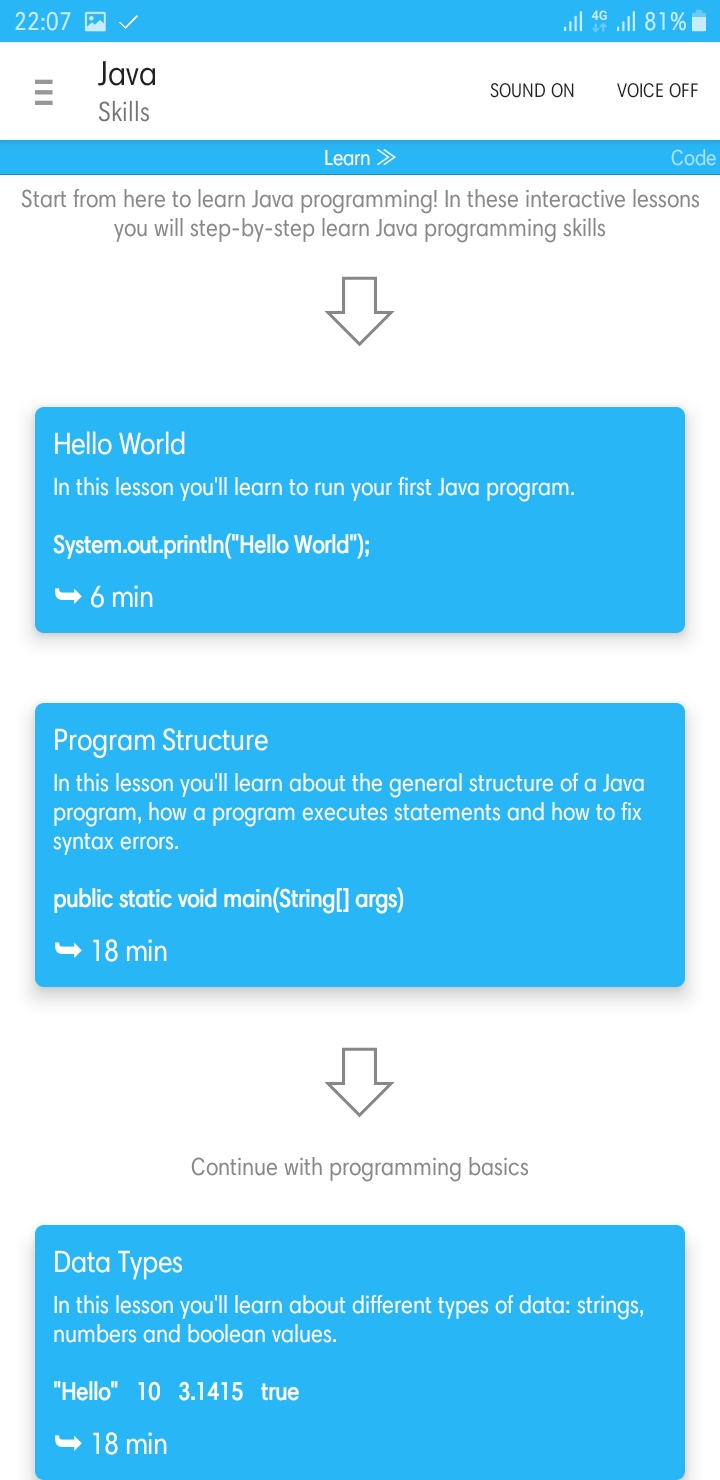 22:07 4G 81%
Java
Skills
SOUND ON VOICE OFF
Learn ≫ Code
Start from here to learn Java programming! In these interactive lessons
you will step-by-step learn Java programming skills
Hello World
In this lesson you'll learn to run your first Java program.
System.out.println("Hello World");
6 min
Program Structure
In this lesson you'll learn about the general structure of a Java
program, how a program executes statements and how to fix
syntax errors.
public static void main(String[] args)
18 min
Continue with programming basics
Data Types
In this lesson you'll learn about different types of data: strings,
numbers and boolean values.
"Hello" 10 3.1415 true
18 min